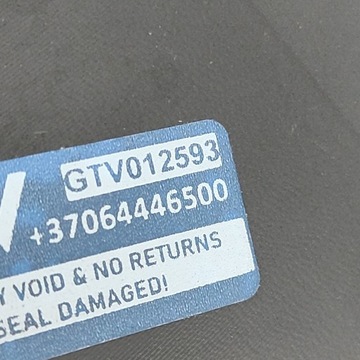 GTV012593
+37064446500
VOID & NO RETURNS
SEAL DAMAGED!